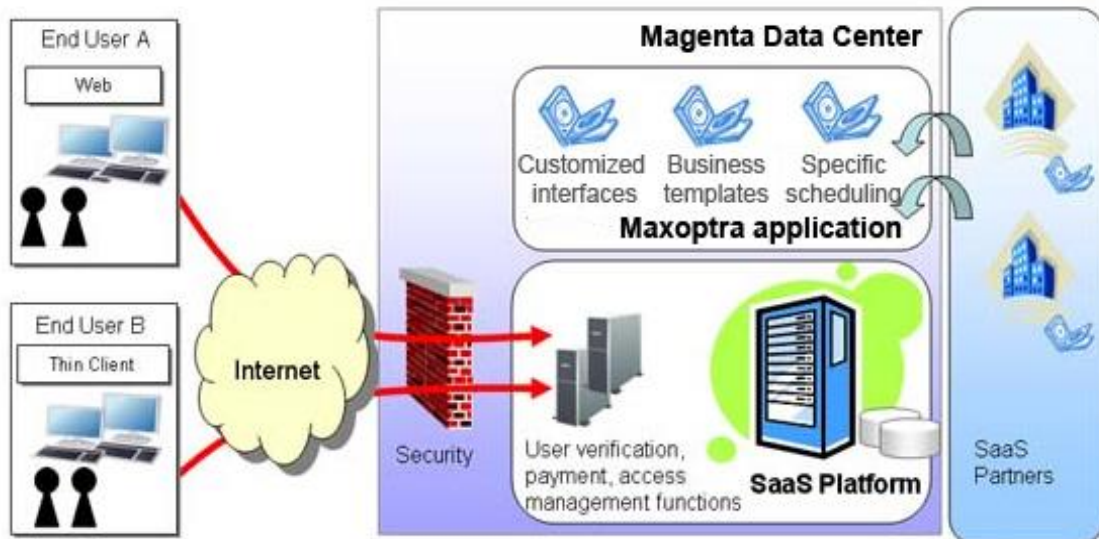 End User A
Web
End User B
Thin Client
Internet
Security
Magenta Data Center
Customized
interfaces
Business
templates
Specific
scheduling
Maxoptra application
User verification,
payment, access
management functions
SaaS Platform
SaaS
Partners